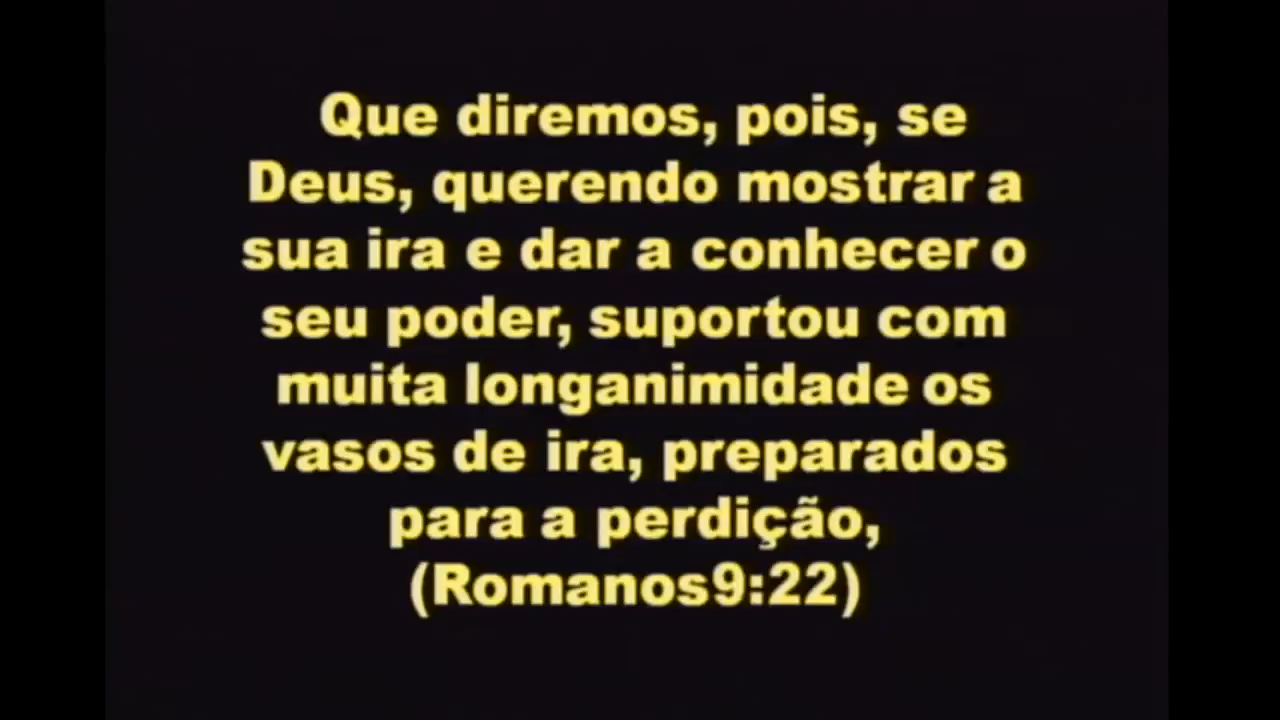 Que diremos, pois, se
Deus, querendo mostrar a
sua ira e dar a conhecer o
seu poder, suportou com
muita longanimidade os
vasos de ira, preparados
para a perdição,
(Romanos9:22)